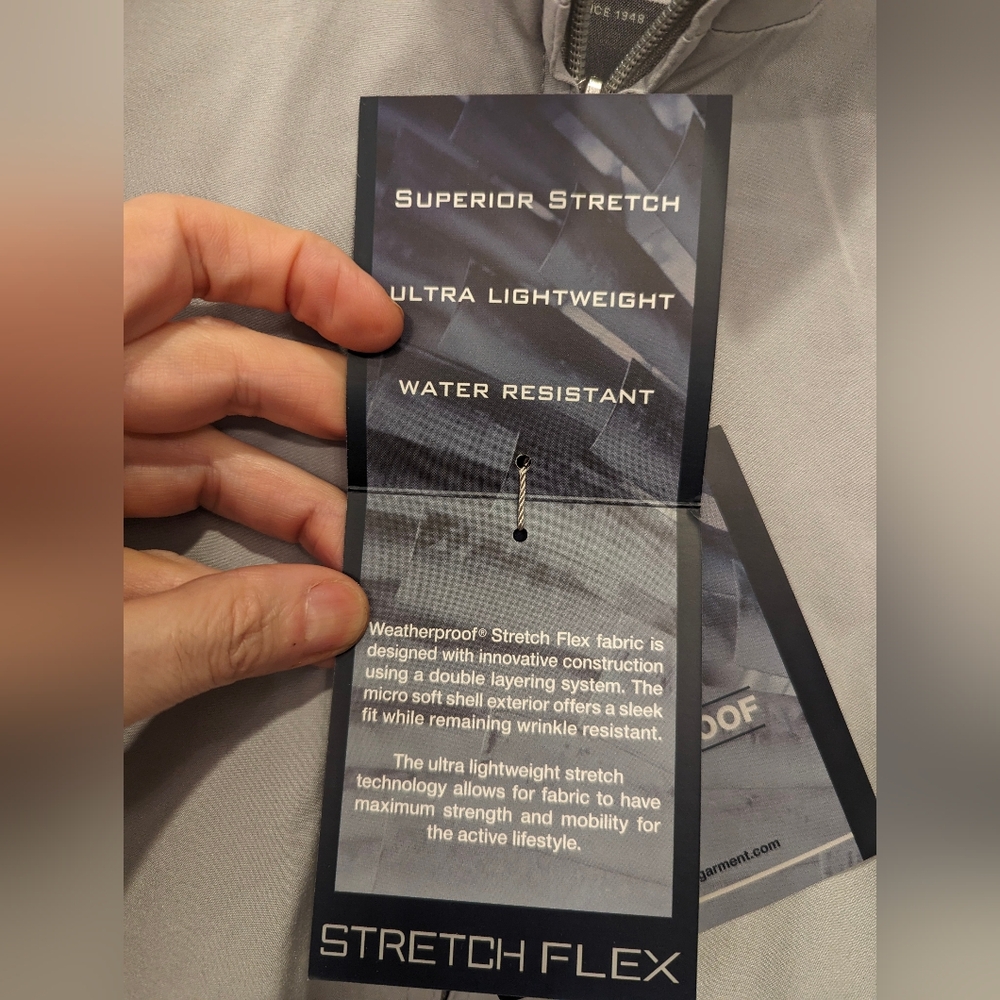 CE 1948
SUPERIOR STRETCH
ULTRA LIGHTWEIGHT
WATER RESISTANT
Weatherproof® Stretch Flex fabric is
designed with innovative construction
using a double layering system. The
micro soft shell exterior offers a sleek
fit while remaining wrinkle resistant.
The ultra lightweight stretch
technology allows for fabric to have
maximum strength and mobility for
the active lifestyle.
STRETCH FLEX
OOF
garment.com